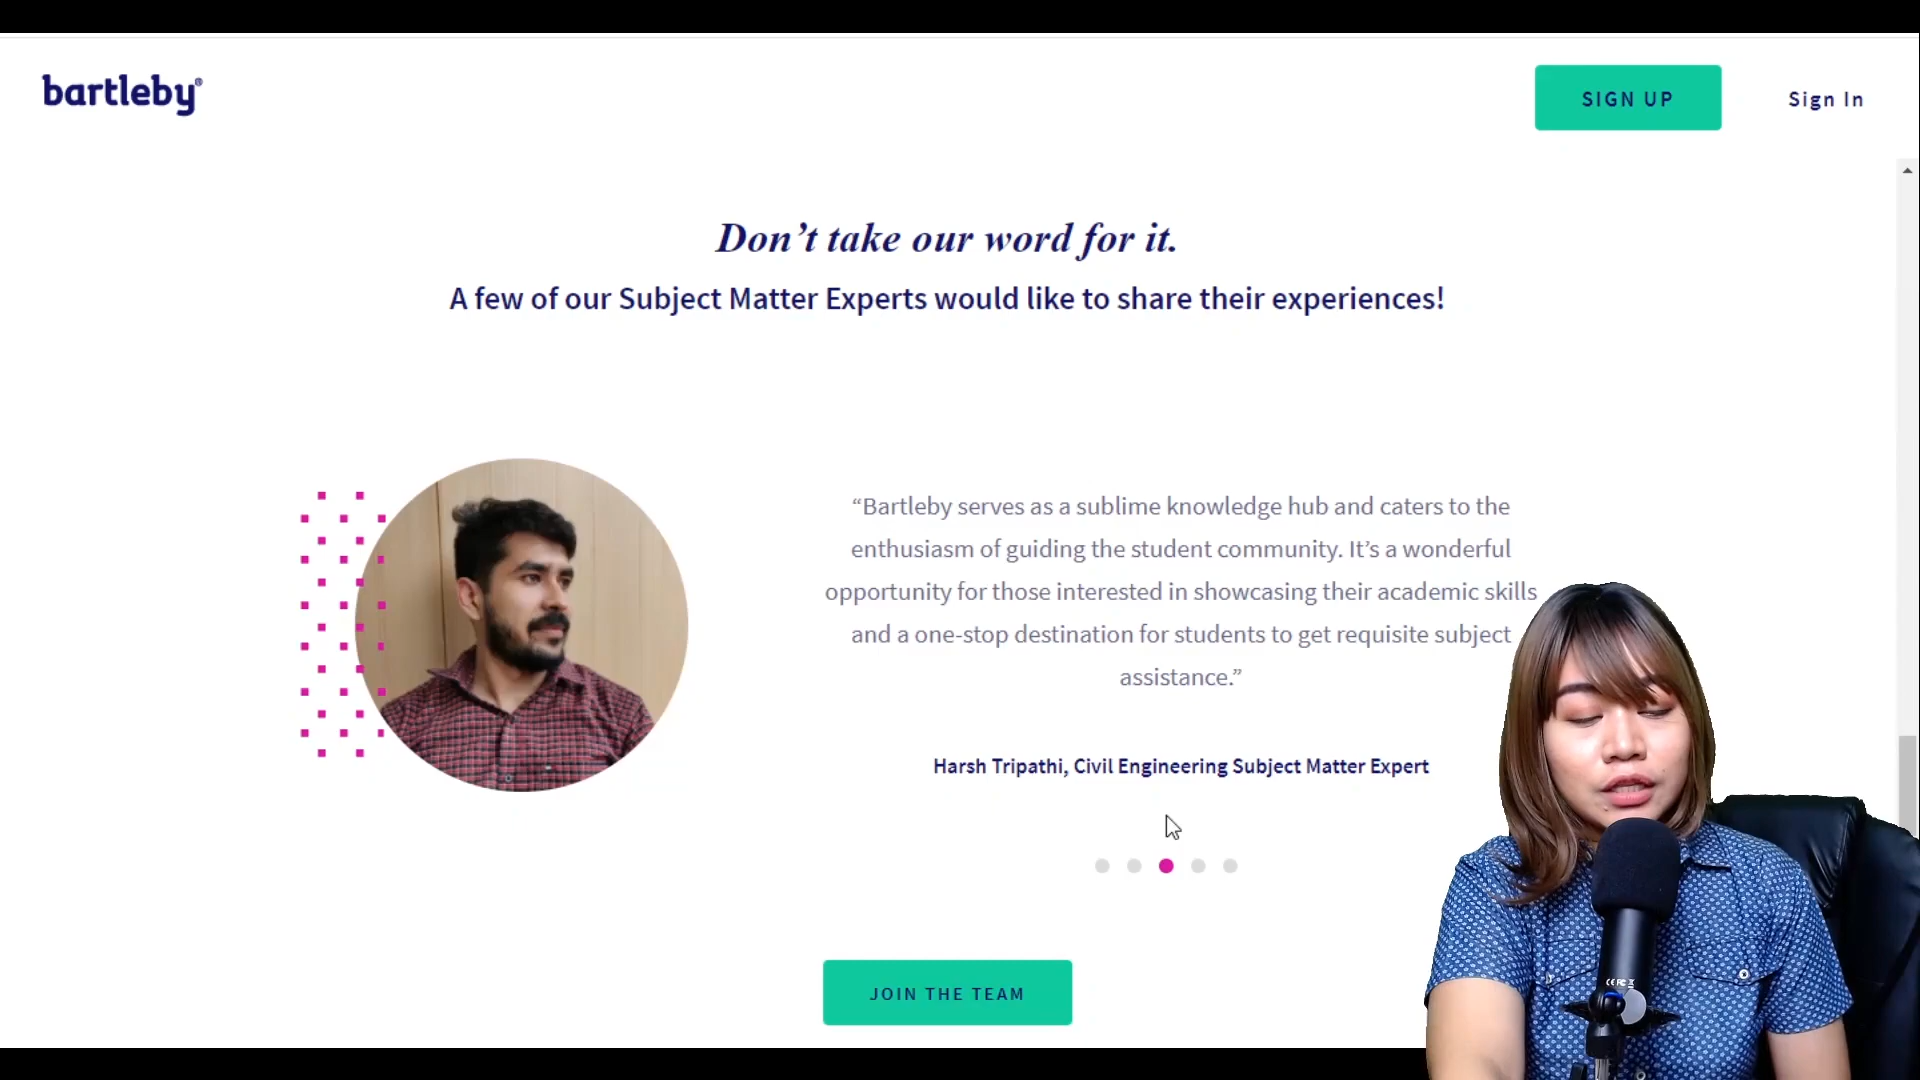 bartleby®
SIGN UP
Sign In
Don’t take our word for it.
A few of our Subject Matter Experts would like to share their experiences!
“Bartleby serves as a sublime knowledge hub and caters to the
enthusiasm of guiding the student community. It’s a wonderful
opportunity for those interested in showcasing their academic skills
and a one-stop destination for students to get requisite subject
assistance.”
Harsh Tripathi, Civil Engineering Subject Matter Expert
JOIN THE TEAM